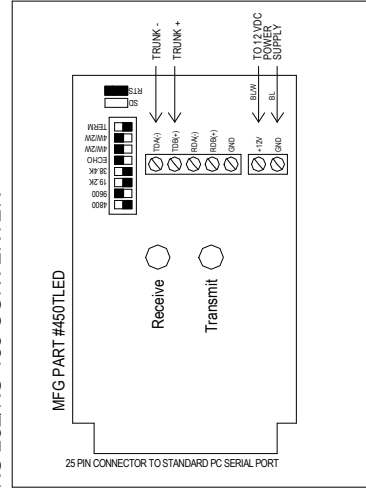 MFG PART #450TLED
SD
RTS
4800
9600
19.2K
38.4K
ECHO
4W/2W
4W/2W
TERM
TDA(-)
TDB(+)
RDA(-)
RDB(+)
GND
+12V
GND
TRUNK -
TRUNK +
BL/W
BL
TO 12 VDC
POWER
SUPPLY
Receive
Transmit
25 PIN CONNECTOR TO STANDARD PC SERIAL PORT